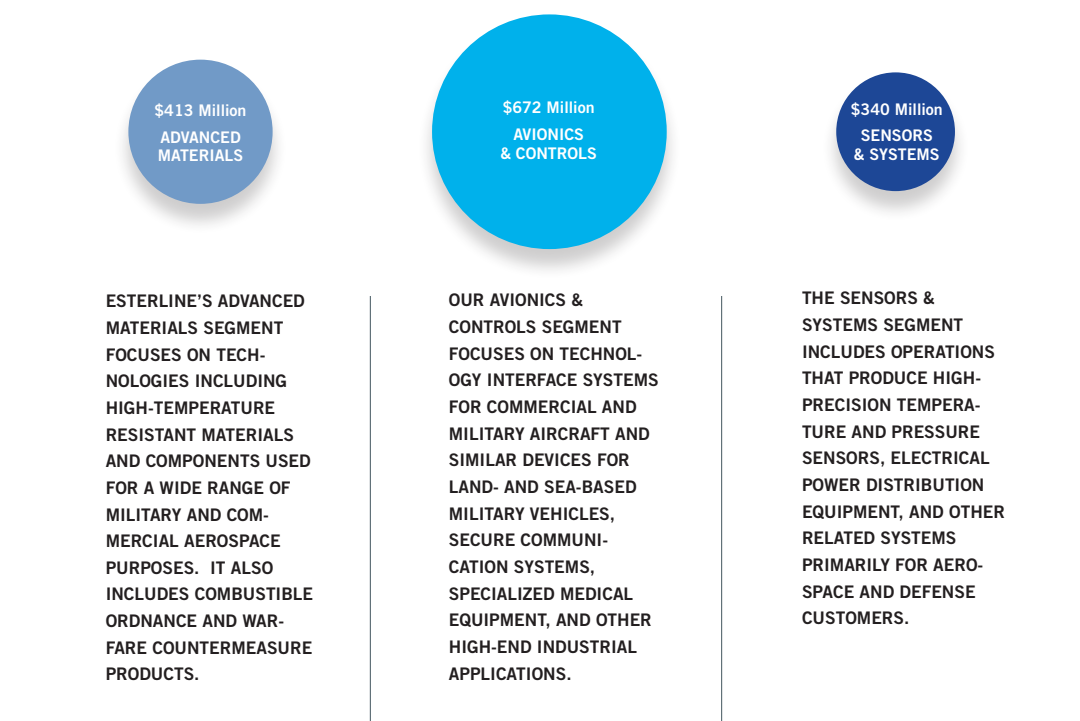 $413 Million
ADVANCED
MATERIALS
$672 Million
AVIONICS
& CONTROLS
$340 Million
SENSORS
& SYSTEMS
ESTERLINE’S ADVANCED
MATERIALS SEGMENT
FOCUSES ON TECH-
NOLOGIES INCLUDING
HIGH-TEMPERATURE
RESISTANT MATERIALS
AND COMPONENTS USED
FOR A WIDE RANGE OF
MILITARY AND COM-
MERCIAL AEROSPACE
PURPOSES.  IT ALSO
INCLUDES COMBUSTIBLE
ORDNANCE AND WAR-
FARE COUNTERMEASURE
PRODUCTS.
OUR AVIONICS &
CONTROLS SEGMENT
FOCUSES ON TECHNOL-
OGY INTERFACE SYSTEMS
FOR COMMERCIAL AND
MILITARY AIRCRAFT AND
SIMILAR DEVICES FOR
LAND- AND SEA-BASED
MILITARY VEHICLES,
SECURE COMMUNI-
CATION SYSTEMS,
SPECIALIZED MEDICAL
EQUIPMENT, AND OTHER
HIGH-END INDUSTRIAL
APPLICATIONS.
THE SENSORS &
SYSTEMS SEGMENT
INCLUDES OPERATIONS
THAT PRODUCE HIGH-
PRECISION TEMPERA-
TURE AND PRESSURE
SENSORS, ELECTRICAL
POWER DISTRIBUTION
EQUIPMENT, AND OTHER
RELATED SYSTEMS
PRIMARILY FOR AERO-
SPACE AND DEFENSE
CUSTOMERS.